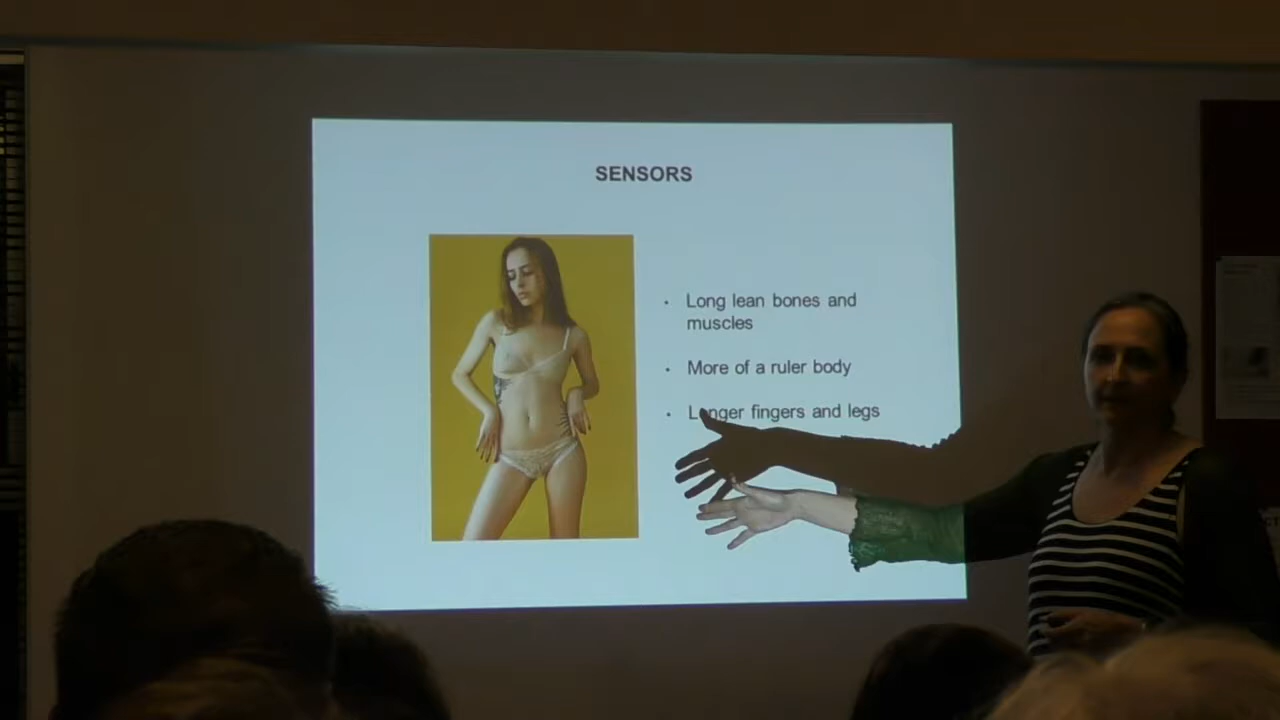 SENSORS
Long lean bones and
muscles
More of a ruler body
Longer fingers and legs